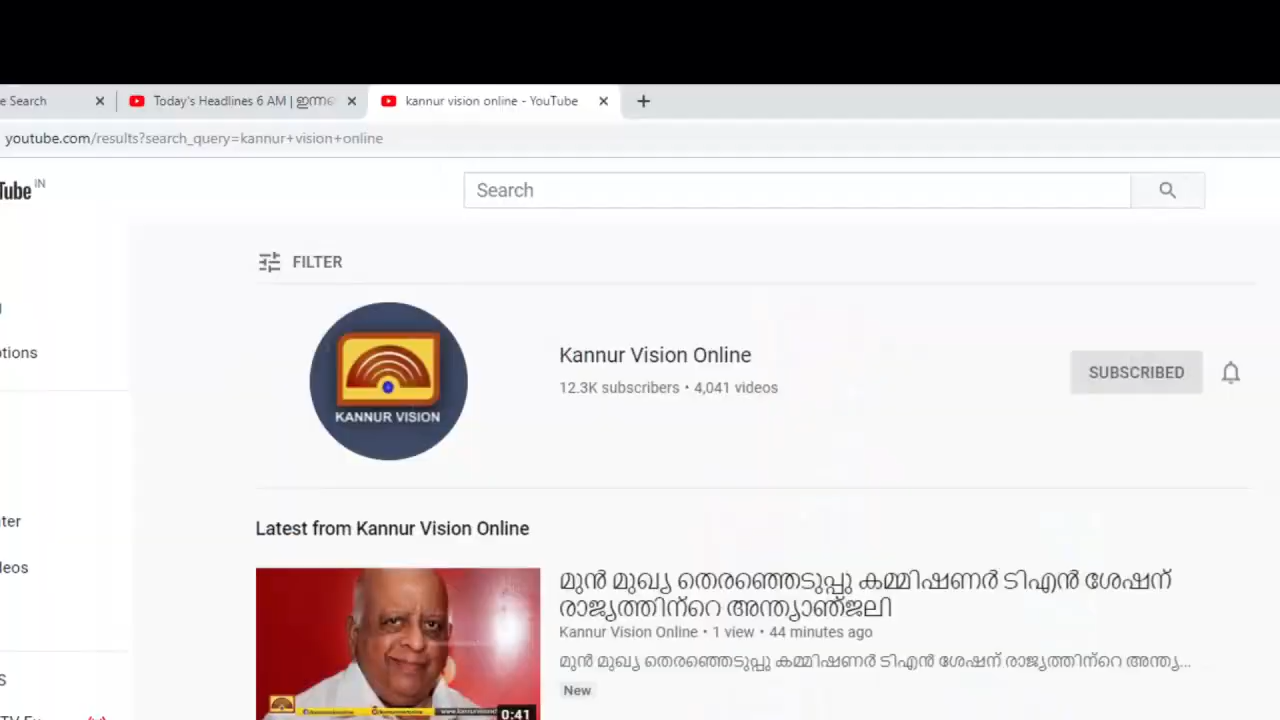 e Search
Today's Headlines 6 AM | ഇന്നത്
kannur vision online - YouTube
youtube.com/results?search_query=kannur+vision+online
Tube IN
Search
FILTER
KANNUR VISION
Kannur Vision Online
12.3K subscribers • 4,041 videos
SUBSCRIBED
ptions
ter
leos
Latest from Kannur Vision Online
മുൻ മുഖ്യ തെരഞ്ഞെടുപ്പു കമ്മിഷണർ ടിഎൻ ശേഷന്
രാജ്യത്തിന്റെ അന്ത്യാഞ്ജലി
Kannur Vision Online • 1 view • 44 minutes ago
മുൻ മുഖ്യ തെരഞ്ഞെടുപ്പു കമ്മിഷണർ ടിഎൻ ശേഷന് രാജ്യത്തിന്റെ അന്ത്യ...
New
0:41
S